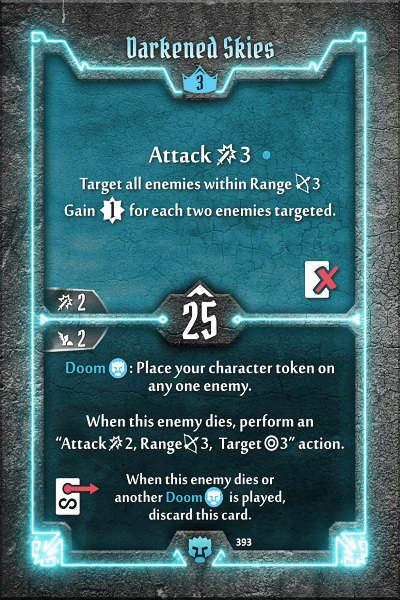 Darkened Skies
3
Attack 3
Target all enemies within Range 3
Gain 1 for each two enemies targeted.
2
25
2
Doom : Place your character token on
any one enemy.
When this enemy dies, perform an
“Attack 2, Range 3, Target 3” action.
When this enemy dies or
another Doom is played,
discard this card.
S
393